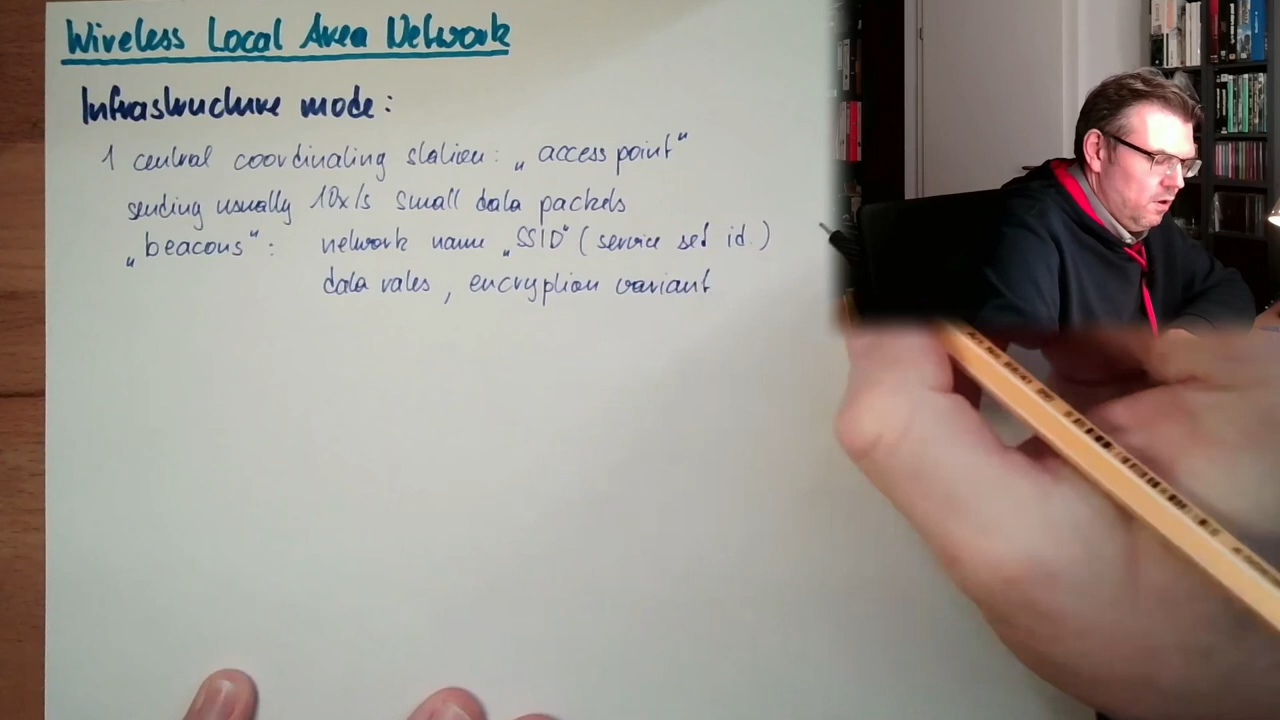 Wireless Local Area Network
Infrastructure mode:
1 central coordinating station: „access point“
sending usually 10x/s small data packets
„beacons“: network name „SSID“ (service set id.)
data rates, encryption variant